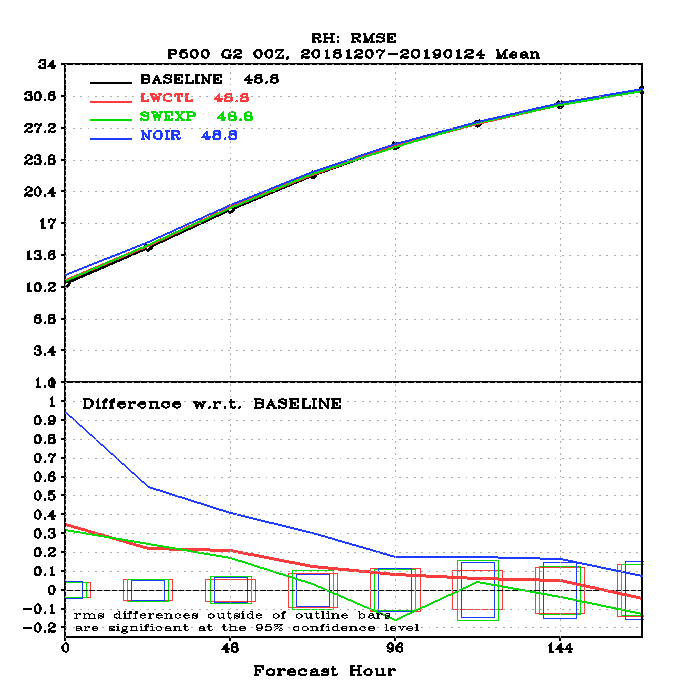 RH: RMSE
P500 G2 00Z, 20181207-20190124 Mean
34
30.6
27.2
23.8
20.4
17
13.6
10.2
6.8
3.4
BASELINE 48.8
LWCTL 48.8
SWEXP 48.8
NOIR 48.8
Difference w.r.t. BASELINE
1
0.9
0.8
0.7
0.6
0.5
0.4
0.3
0.2
0.1
0
-0.1
-0.2
rms differences outside of outline bars
are significant at the 95% confidence level
0
48
96
144
Forecast Hour